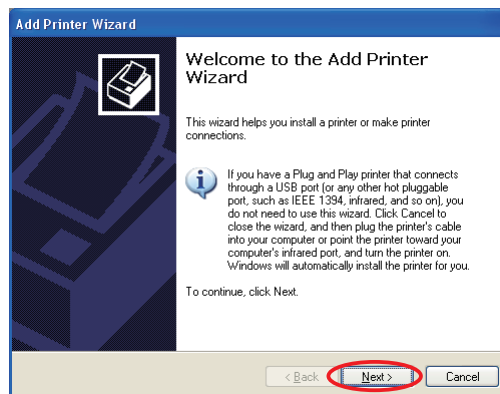 Add Printer Wizard
Welcome to the Add Printer
Wizard
This wizard helps you install a printer or make printer
connections.
If you have a Plug and Play printer that connects
through a USB port (or any other hot pluggable
port, such as IEEE 1394, infrared, and so on), you
do not need to use this wizard. Click Cancel to
close the wizard, and then plug the printer's cable
into your computer or point the printer toward your
computer's infrared port, and turn the printer on.
Windows will automatically install the printer for you.
To continue, click Next.
< Back
Next >
Cancel